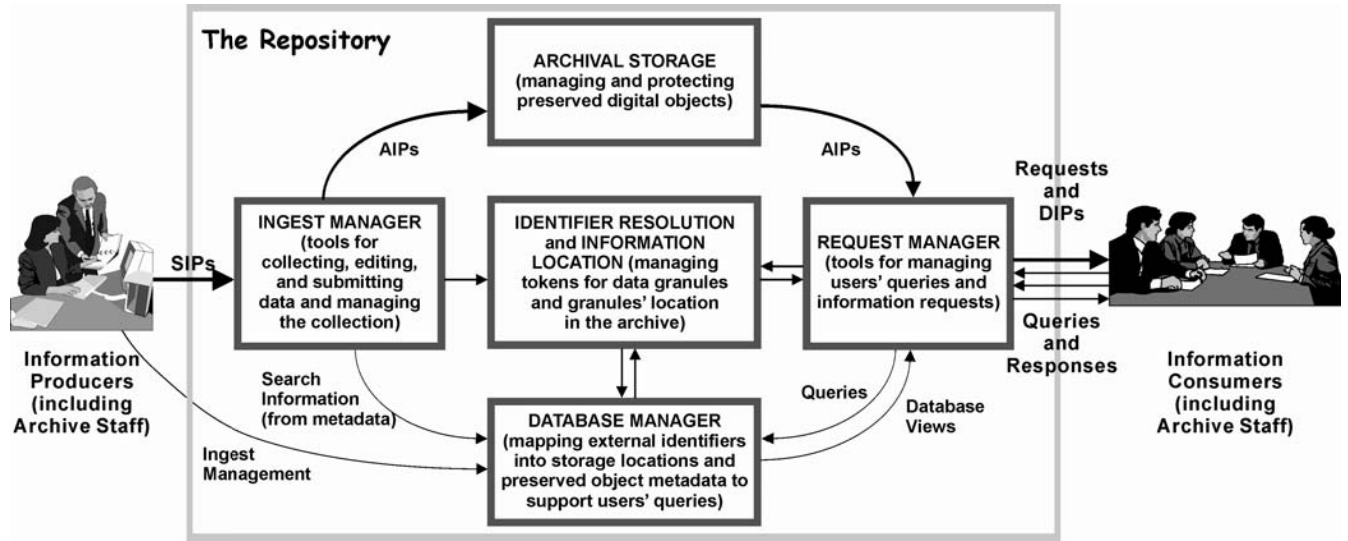 The Repository
ARCHIVAL STORAGE
(managing and protecting
preserved digital objects)
AIPs
AIPs
Requests
and
DIPs
SIPs
INGEST MANAGER
(tools for
collecting, editing,
and submitting
data and managing
the collection)
IDENTIFIER RESOLUTION
and INFORMATION
LOCATION (managing
tokens for data granules
and granules' location
in the archive)
REQUEST MANAGER
(tools for managing
users' queries and
information requests)
Queries
and
Responses
Information
Producers
(including
Archive Staff)
Information
Consumers
(including
Archive Staff)
Search
Information
(from metadata)
Queries
Database
Views
Ingest
Management
DATABASE MANAGER
(mapping external identifiers
into storage locations and
preserved object metadata to
support users' queries)